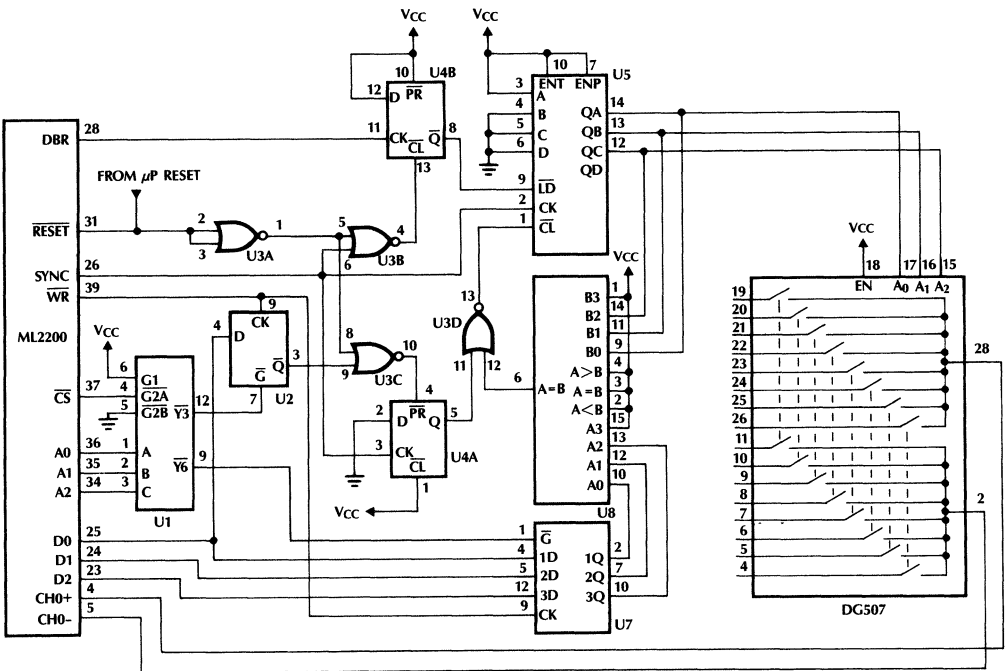 VCC
VCC
10
U4B
12
D
PR
DBR
28
11
CK
Q
8
CL
13
10
7
U5
3
ENT
ENP
A
4
B
5
C
6
D
QA
14
QB
13
QC
12
QD
9
LD
2
CK
1
CL
FROM µP RESET
RESET
31
2
3
1
U3A
5
6
4
U3B
SYNC
26
WR
39
9
CK
4
D
Q
3
G
7
U2
ML2200
VCC
6
G1
CS
37
4
G2A
5
G2B
Y3
12
A0
36
1
A
Y6
9
A1
35
2
B
A2
34
3
C
U1
8
9
10
U3C
4
2
D
PR
Q
5
3
CK
CL
U4A
1
VCC
13
U3D
11
12
VCC
B3
1
B2
14
B1
11
B0
9
A>B
4
6
A=B
A=B
3
A<B
2
A3
15
A2
13
A1
12
A0
10
U8
D0
25
D1
24
D2
23
CH0+
4
CH0-
5
1
G
4
1D
1Q
2
5
2D
2Q
7
12
3D
3Q
10
9
CK
U7
VCC
18
17
16
15
EN
A0
A1
A2
19
20
21
22
23
24
25
26
11
10
9
8
7
6
5
4
28
2
DG507